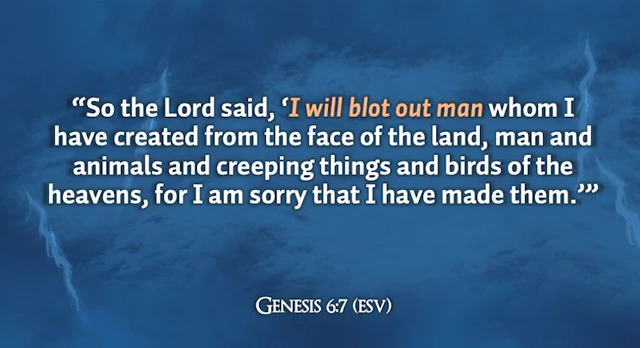 “So the Lord said, ‘I will blot out man whom I
have created from the face of the land, man and
animals and creeping things and birds of the
heavens, for I am sorry that I have made them.’”
Genesis 6:7 (ESV)